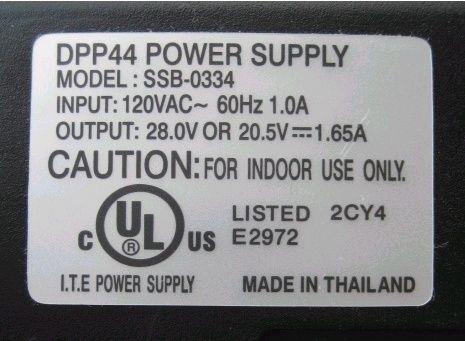 DPP44 POWER SUPPLY
MODEL : SSB-0334
INPUT: 120VAC~ 60Hz 1.0A
OUTPUT: 28.0V OR 20.5V⎓1.65A
CAUTION: FOR INDOOR USE ONLY.
C UL ® US
LISTED 2CY4
E2972
I.T.E POWER SUPPLY MADE IN THAILAND